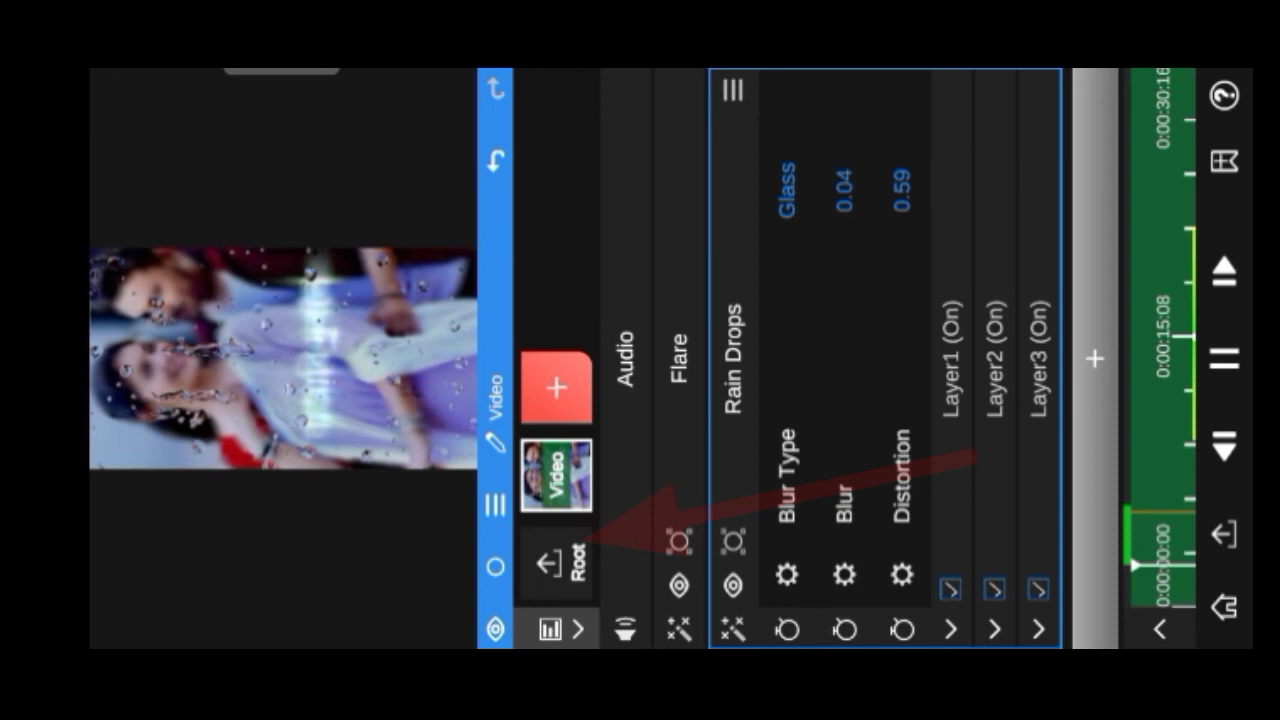 Video
Root
Video
Audio
Flare
Rain Drops
Blur Type Glass
Blur 0.04
Distortion 0.59
Layer1 (On)
Layer2 (On)
Layer3 (On)
+
0:00:00:00 0:00:15:08 0:00:30:16